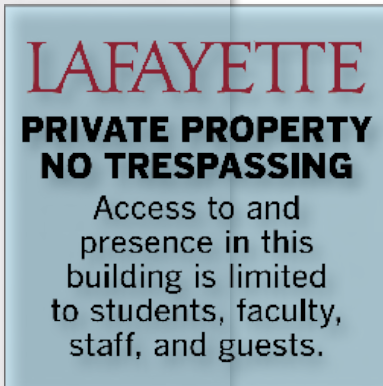 LAFAYETTE
PRIVATE PROPERTY
NO TRESPASSING
Access to and
presence in this
building is limited
to students, faculty,
staff, and guests.